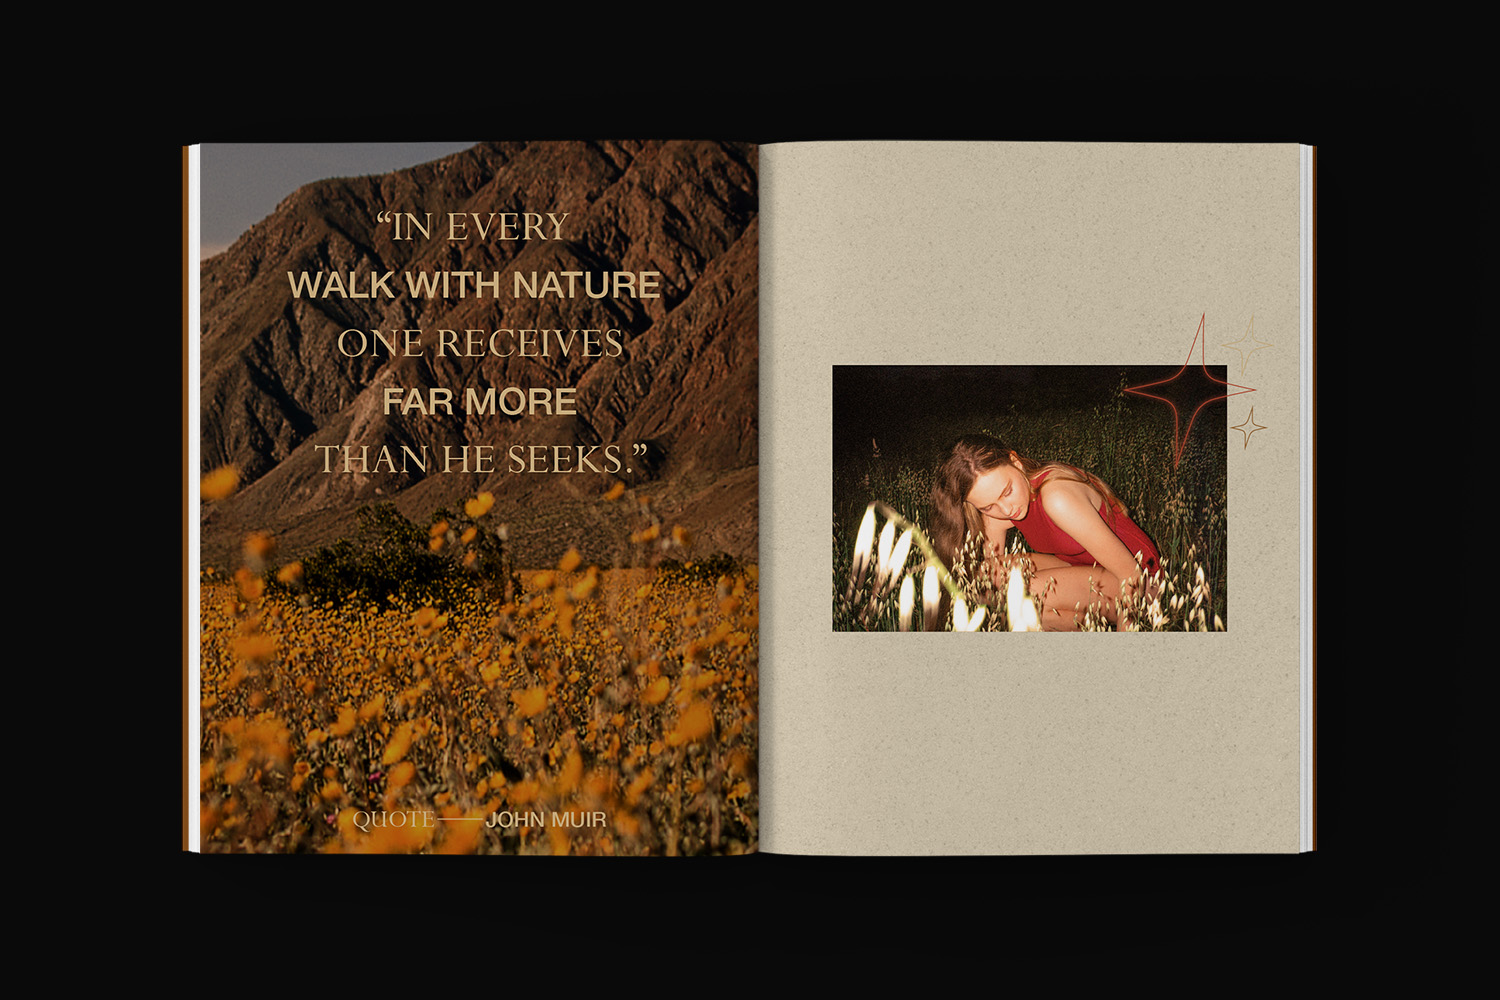 “IN EVERY
WALK WITH NATURE
ONE RECEIVES
FAR MORE
THAN HE SEEKS.”
QUOTE——JOHN MUIR